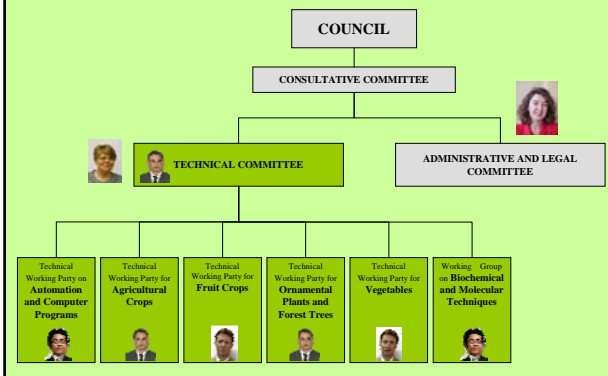 COUNCIL
CONSULTATIVE COMMITTEE
TECHNICAL COMMITTEE
ADMINISTRATIVE AND LEGAL
COMMITTEE
Technical
Working Party on
Automation
and Computer
Programs
Technical
Working Party for
Agricultural
Crops
Technical
Working Party for
Fruit Crops
Technical
Working Party for
Ornamental
Plants and
Forest Trees
Technical
Working Party for
Vegetables
Working Group
on Biochemical
and Molecular
Techniques